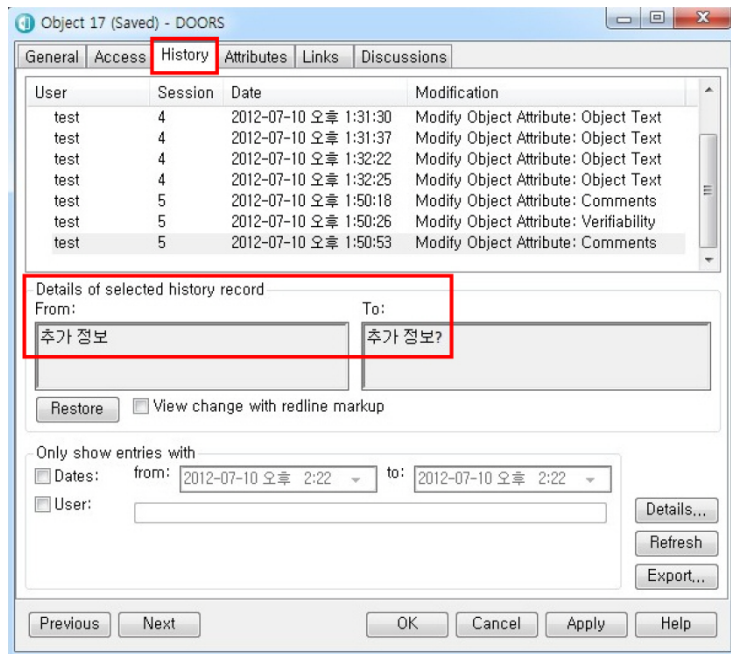 Object 17 (Saved) - DOORS
General Access History Attributes Links Discussions
User Session Date Modification
test 4 2012-07-10 오후 1:31:30 Modify Object Attribute: Object Text
test 4 2012-07-10 오후 1:31:37 Modify Object Attribute: Object Text
test 4 2012-07-10 오후 1:32:22 Modify Object Attribute: Object Text
test 4 2012-07-10 오후 1:32:25 Modify Object Attribute: Object Text
test 5 2012-07-10 오후 1:50:18 Modify Object Attribute: Comments
test 5 2012-07-10 오후 1:50:26 Modify Object Attribute: Verifiability
test 5 2012-07-10 오후 1:50:53 Modify Object Attribute: Comments
Details of selected history record
From: To:
추가 정보 추가 정보?
Restore View change with redline markup
Only show entries with
Dates: from: 2012-07-10 오후 2:22 to: 2012-07-10 오후 2:22
User:
Details...
Refresh
Export...
Previous Next OK Cancel Apply Help